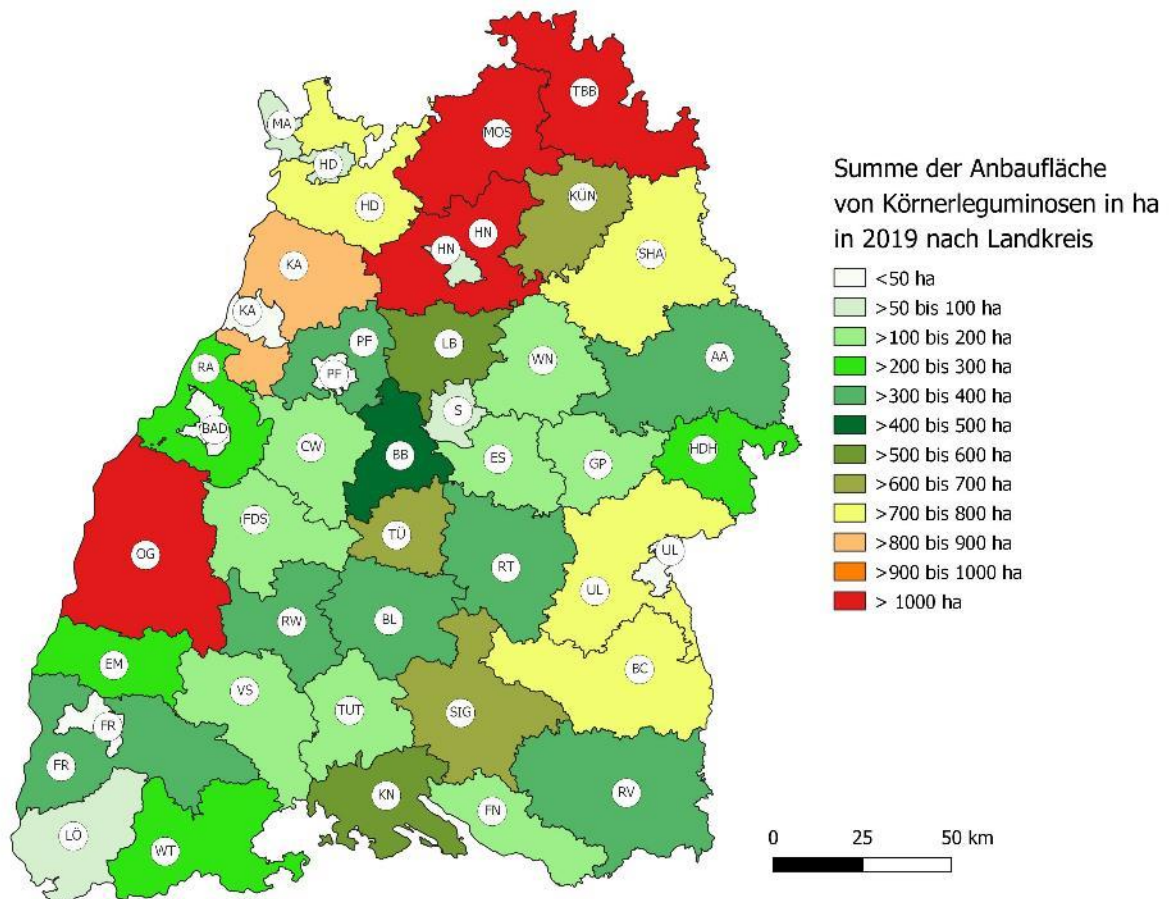 TBB
MA
MOS
HD
KÜN
HD
HN
HN
SHA
KA
KA
PF
LB
AA
WN
RA
PF
S
BAD
HDH
CW
BB
ES
GP
FDS
TÜ
OG
UL
RT
UL
RW
BL
EM
BC
VS
TUT
SIG
FR
FR
KN
RV
FN
LÖ
WT
Summe der Anbaufläche
von Körnerleguminosen in ha
in 2019 nach Landkreis
<50 ha
>50 bis 100 ha
>100 bis 200 ha
>200 bis 300 ha
>300 bis 400 ha
>400 bis 500 ha
>500 bis 600 ha
>600 bis 700 ha
>700 bis 800 ha
>800 bis 900 ha
>900 bis 1000 ha
> 1000 ha
0 25 50 km